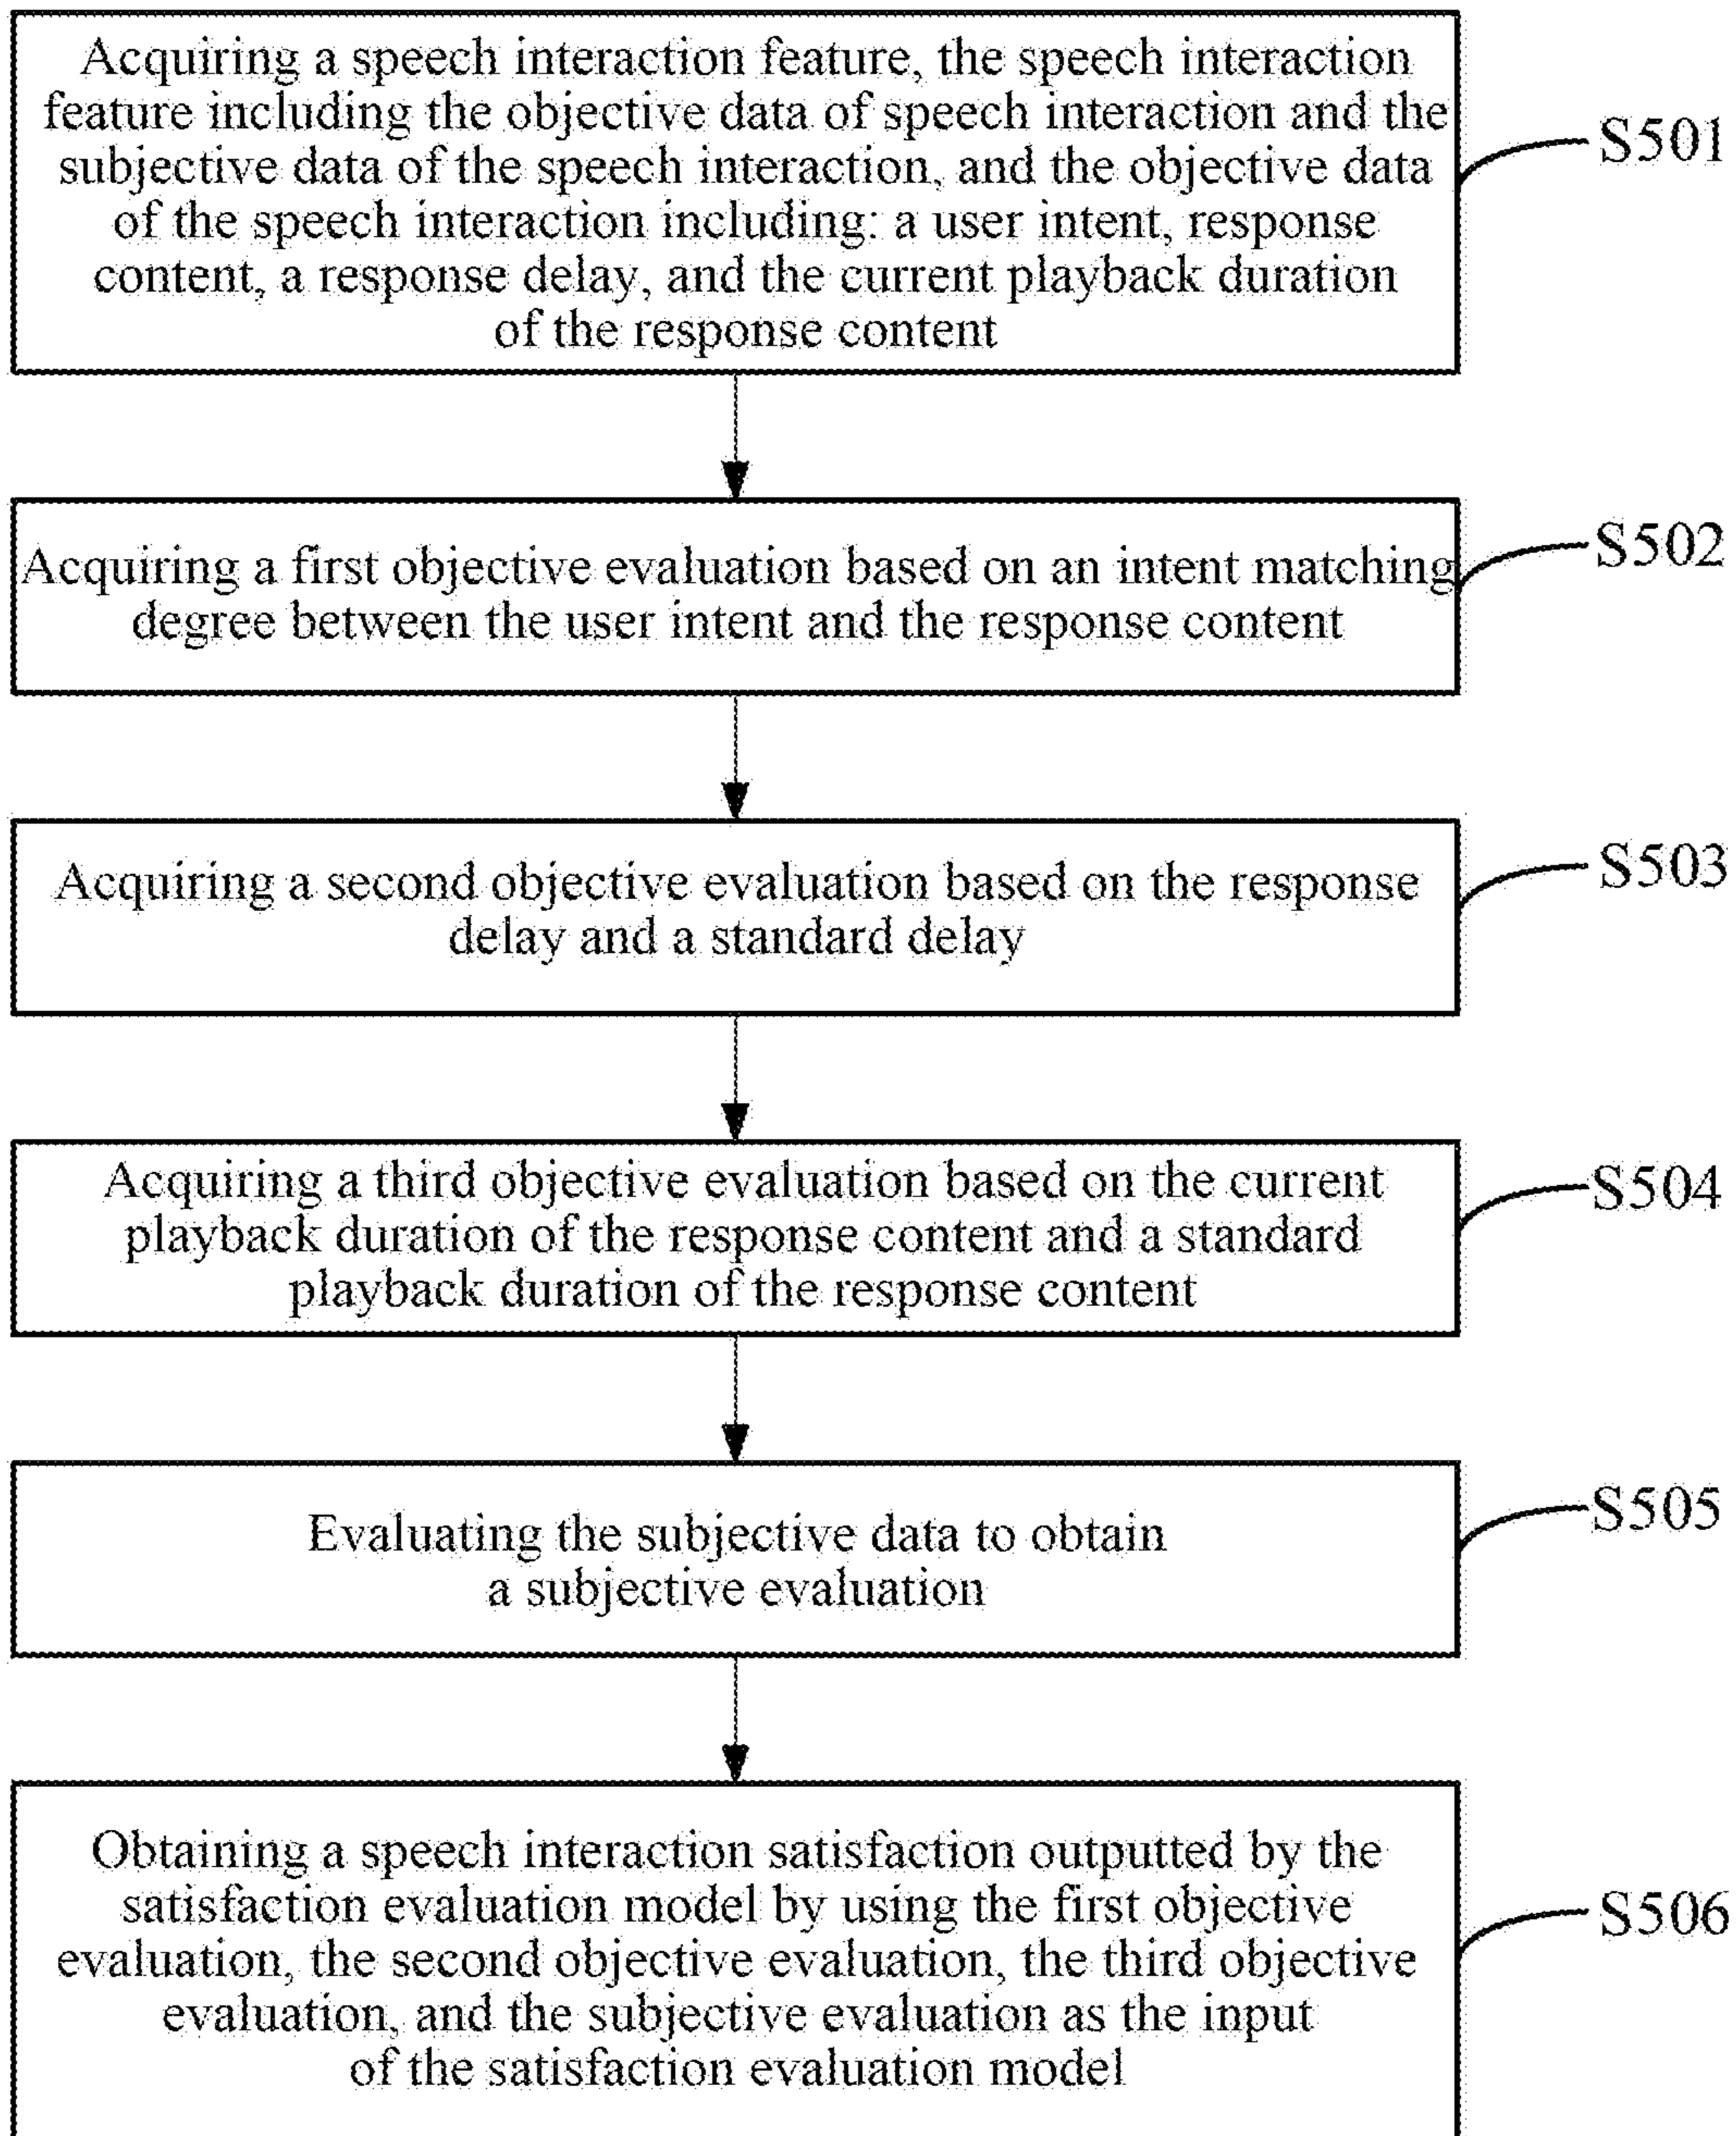 Acquiring a speech interaction feature, the speech interaction
feature including the objective data of speech interaction and the
subjective data of the speech interaction, and the objective data
of the speech interaction including: a user intent, response
content, a response delay, and the current playback duration
of the response content
S501
Acquiring a first objective evaluation based on an intent matching
degree between the user intent and the response content
S502
Acquiring a second objective evaluation based on the response
delay and a standard delay
S503
Acquiring a third objective evaluation based on the current
playback duration of the response content and a standard
playback duration of the response content
S504
Evaluating the subjective data to obtain
a subjective evaluation
S505
Obtaining a speech interaction satisfaction outputted by the
satisfaction evaluation model by using the first objective
evaluation, the second objective evaluation, the third objective
evaluation, and the subjective evaluation as the input
of the satisfaction evaluation model
S506